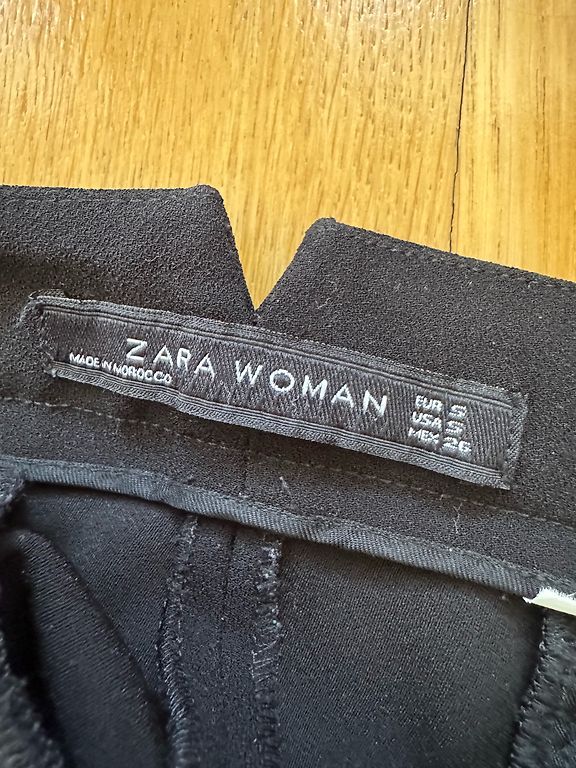 ZARA WOMAN
MADE IN MOROCCO
EUR S
USA S
MEX 26